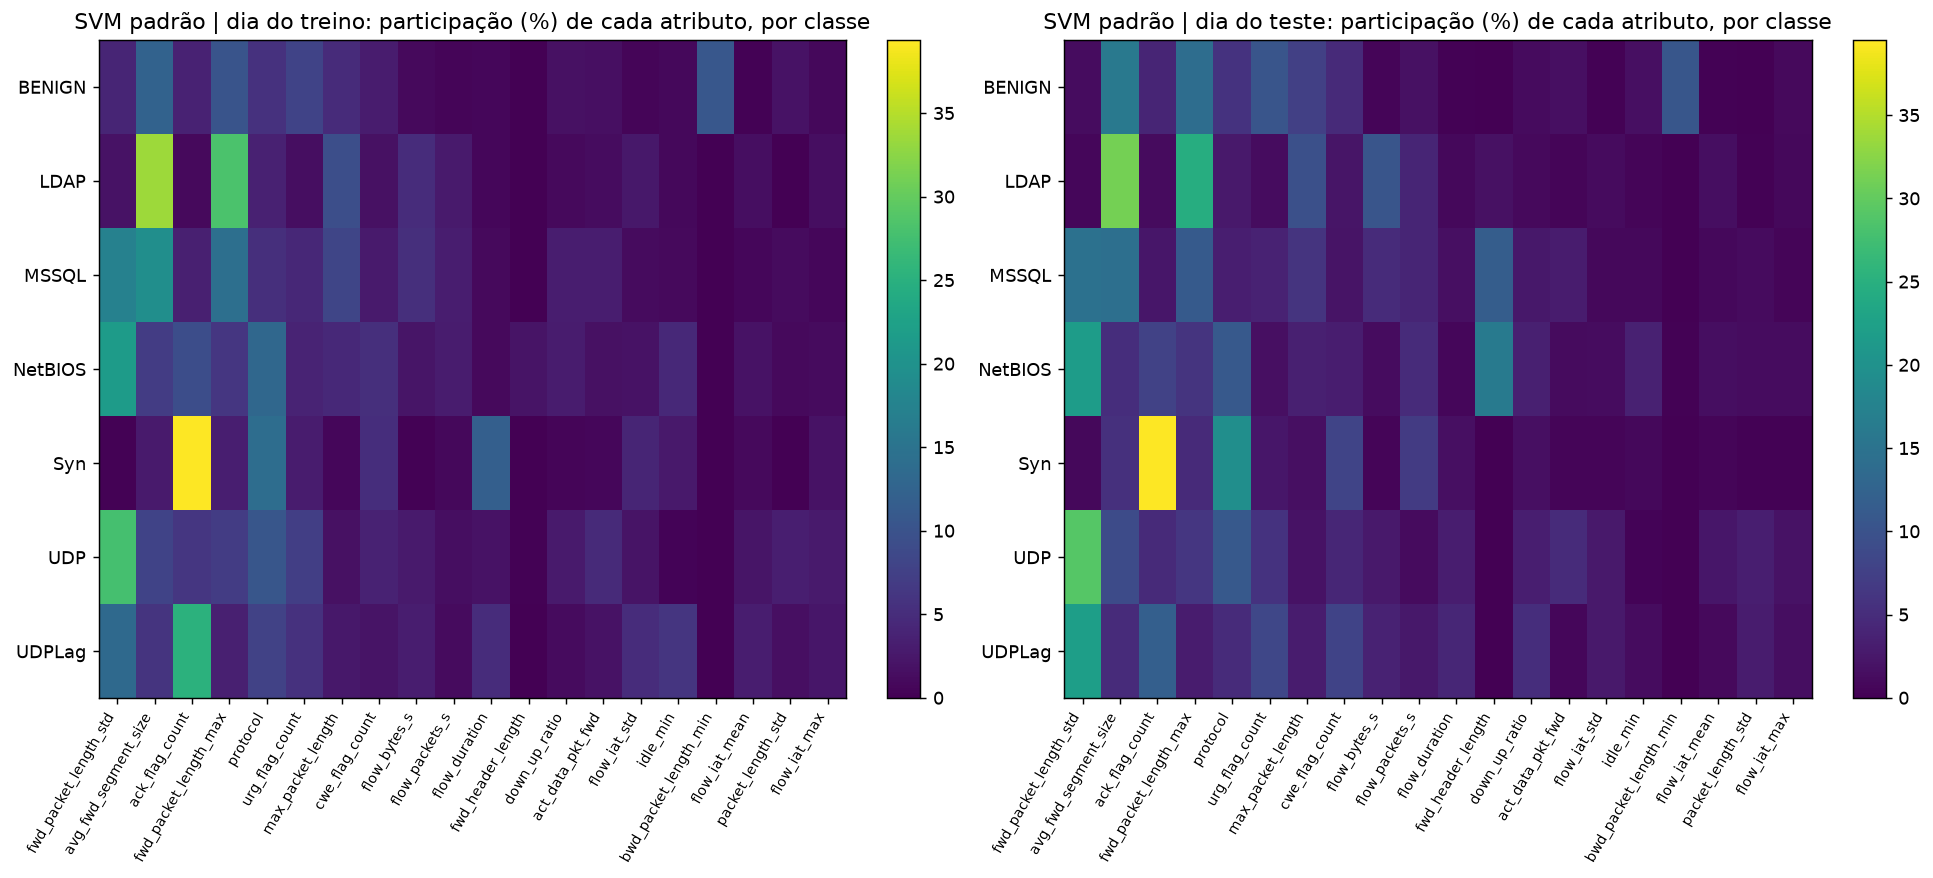 SVM padrão | dia do treino: participação (%) de cada atributo, por classe
BENIGN
LDAP
MSSQL
NetBIOS
Syn
UDP
UDPLag
fwd_packet_length_std
avg_fwd_segment_size
ack_flag_count
fwd_packet_length_max
protocol
urg_flag_count
max_packet_length
cwe_flag_count
flow_bytes_s
flow_packets_s
flow_duration
fwd_header_length
down_up_ratio
act_data_pkt_fwd
flow_iat_std
idle_min
bwd_packet_length_min
flow_iat_mean
packet_length_std
flow_iat_max
35
30
25
20
15
10
5
0
SVM padrão | dia do teste: participação (%) de cada atributo, por classe
BENIGN
LDAP
MSSQL
NetBIOS
Syn
UDP
UDPLag
fwd_packet_length_std
avg_fwd_segment_size
ack_flag_count
fwd_packet_length_max
protocol
urg_flag_count
max_packet_length
cwe_flag_count
flow_bytes_s
flow_packets_s
flow_duration
fwd_header_length
down_up_ratio
act_data_pkt_fwd
flow_iat_std
idle_min
bwd_packet_length_min
flow_iat_mean
packet_length_std
flow_iat_max
35
30
25
20
15
10
5
0